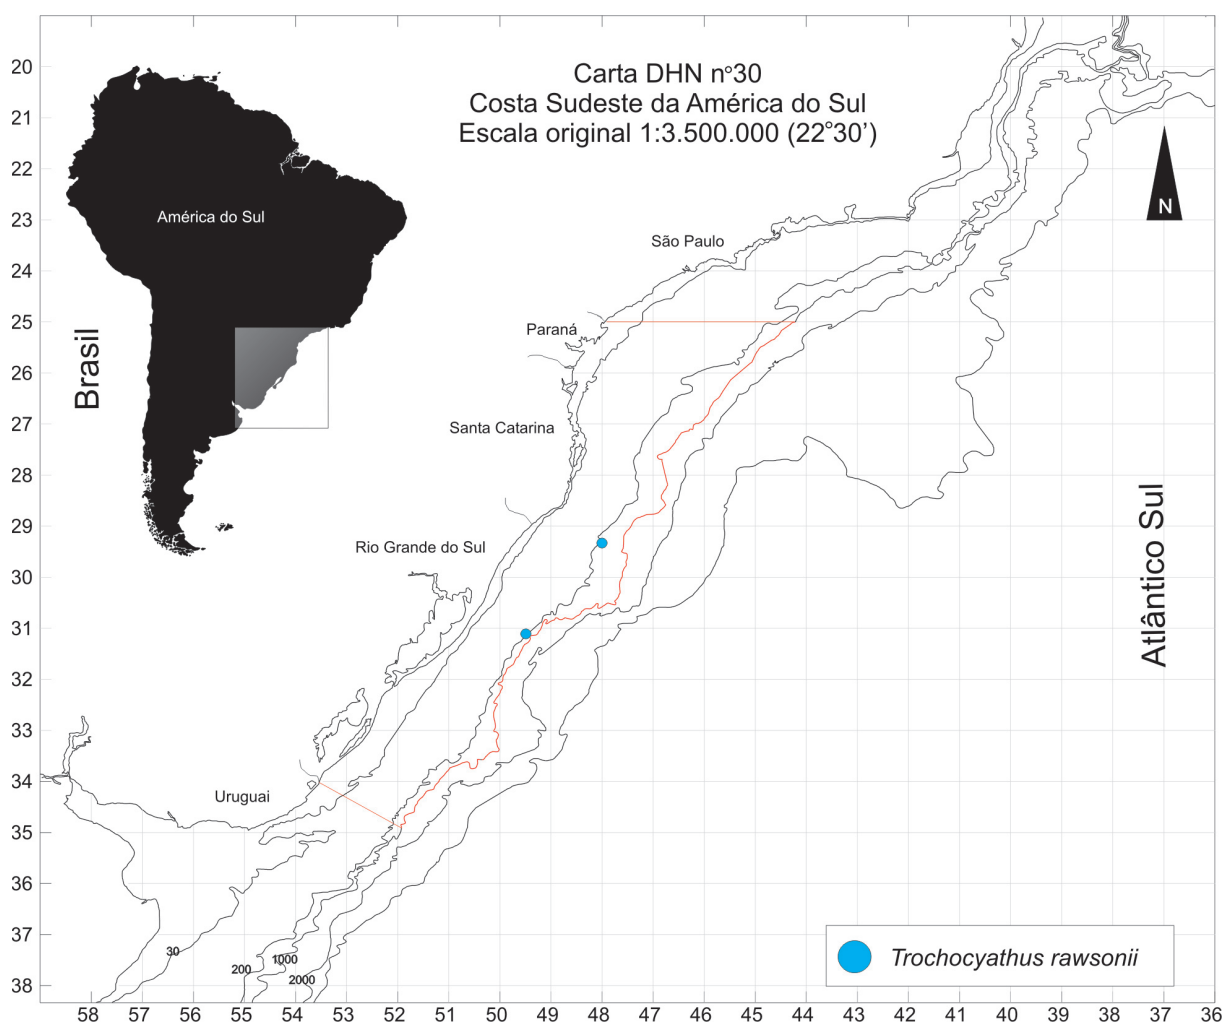 Carta DHN nº30
Costa Sudeste da América do Sul
Escala original 1:3.500.000 (22°30’)
20
21
22
23
24
25
26
27
28
29
30
31
32
33
34
35
36
37
38
América do Sul
Brasil
N
São Paulo
Paraná
Santa Catarina
Rio Grande do Sul
Uruguai
Atlântico Sul
30
200
1000
2000
Trochocyathus rawsonii
58 57 56 55 54 53 52 51 50 49 48 47 46 45 44 43 42 41 40 39 38 37 36